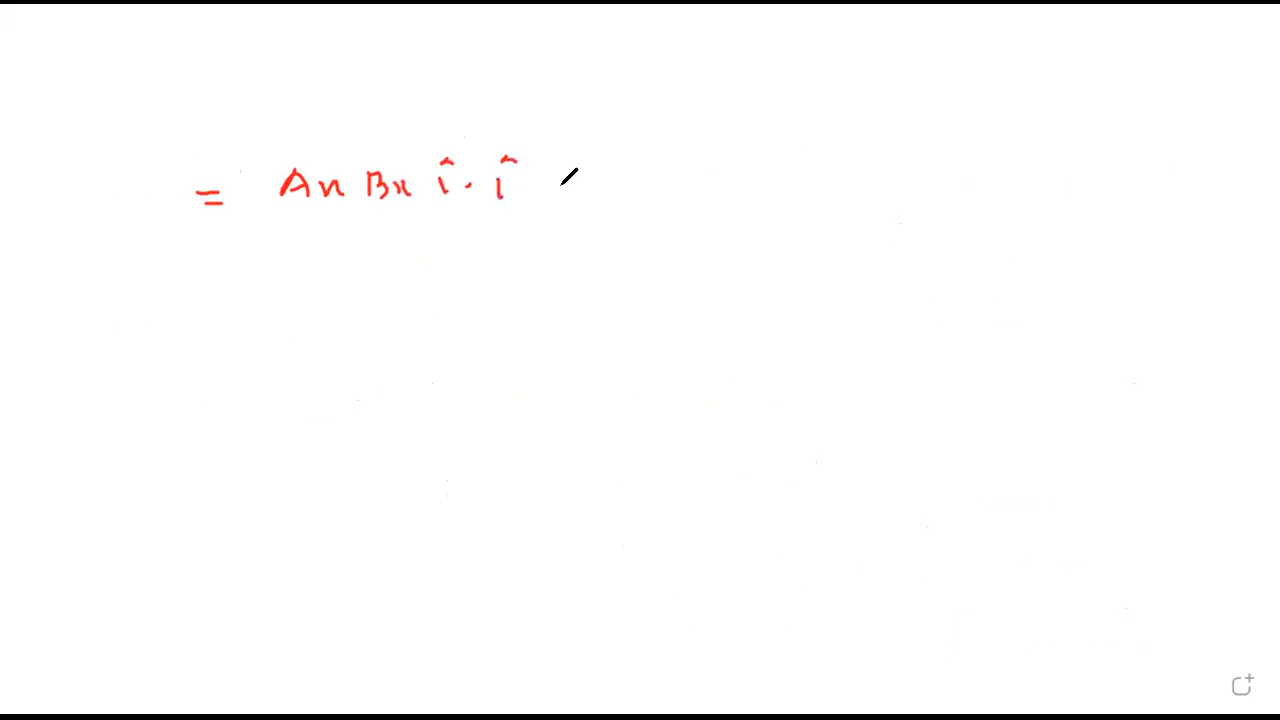 = Ax Bx î · î